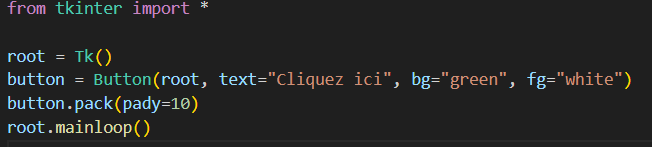 from tkinter import *
root = Tk()
button = Button(root, text="Cliquez ici", bg="green", fg="white")
button.pack(pady=10)
root.mainloop()